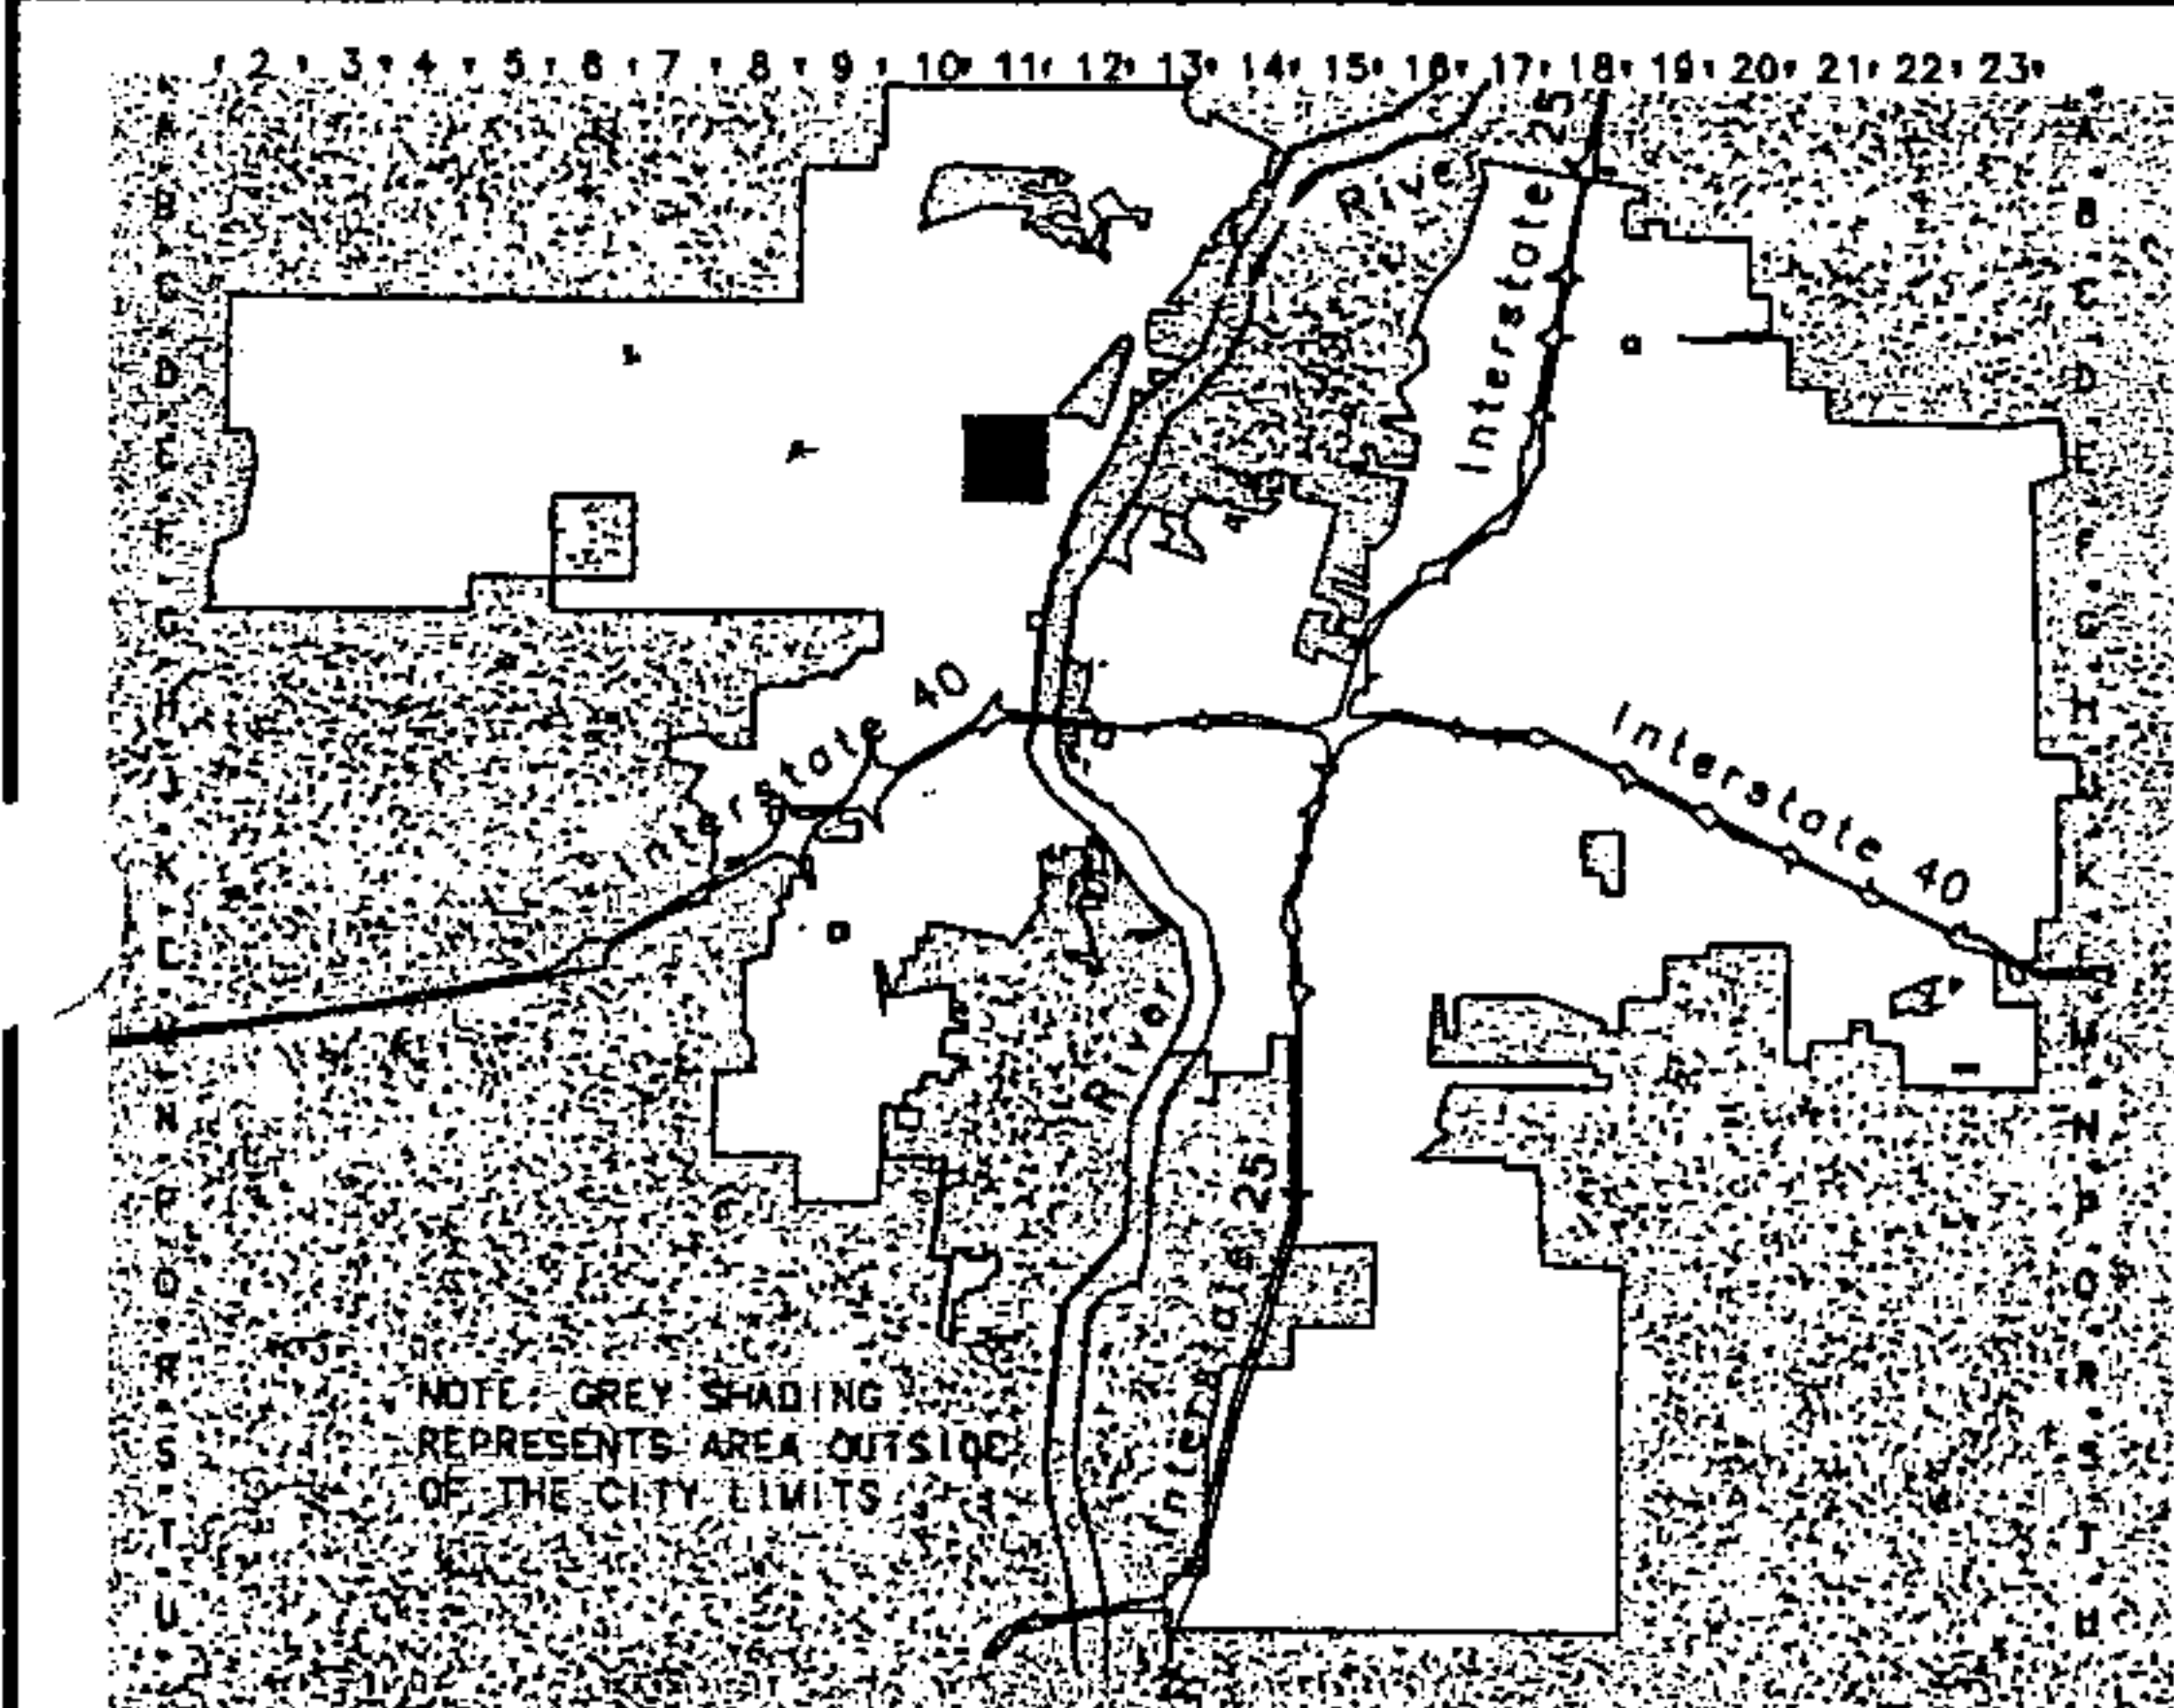 2 3 4 5 6 7 8 9 10 11 12 13 14 15 16 17 18 19 20 21 22 23
A
B
C
D
E
F
G
H
J
K
L
M
N
P
Q
R
S
T
U
River
Interstate 25
Interstate 40
Interstate 40
River
Interstate 25
NOTE: GREY SHADING
REPRESENTS AREA OUTSIDE
OF THE CITY LIMITS
A
B
C
D
E
F
G
H
J
K
L
M
N
P
Q
R
S
T
U